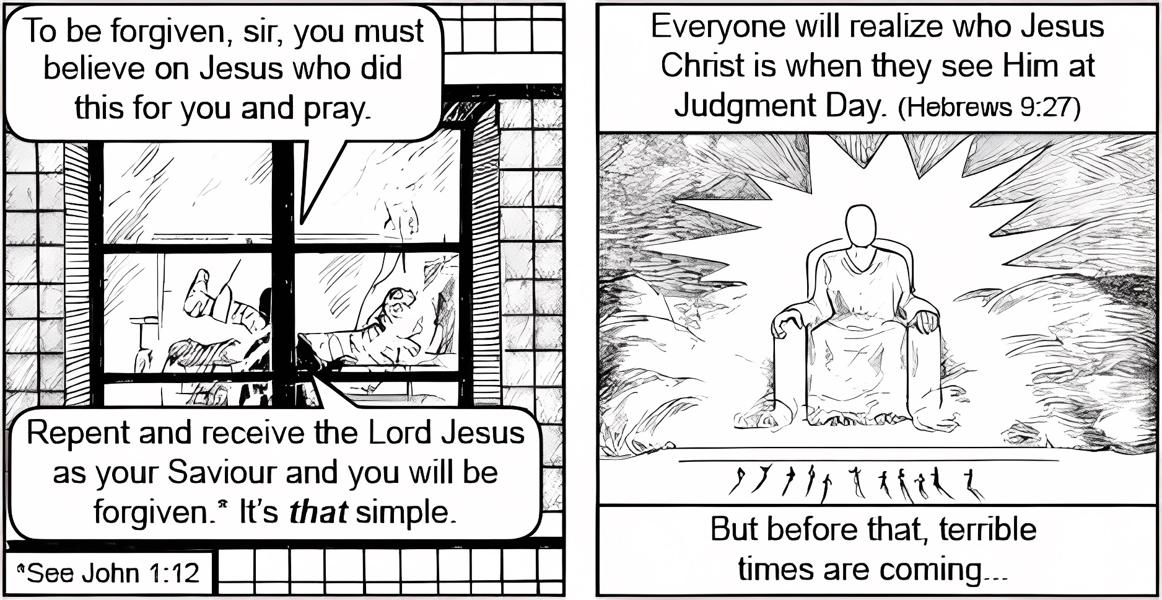 To be forgiven, sir, you must
believe on Jesus who did
this for you and pray.
Repent and receive the Lord Jesus
as your Saviour and you will be
forgiven.* It's that simple.
*See John 1:12
Everyone will realize who Jesus
Christ is when they see Him at
Judgment Day. (Hebrews 9:27)
But before that, terrible
times are coming...